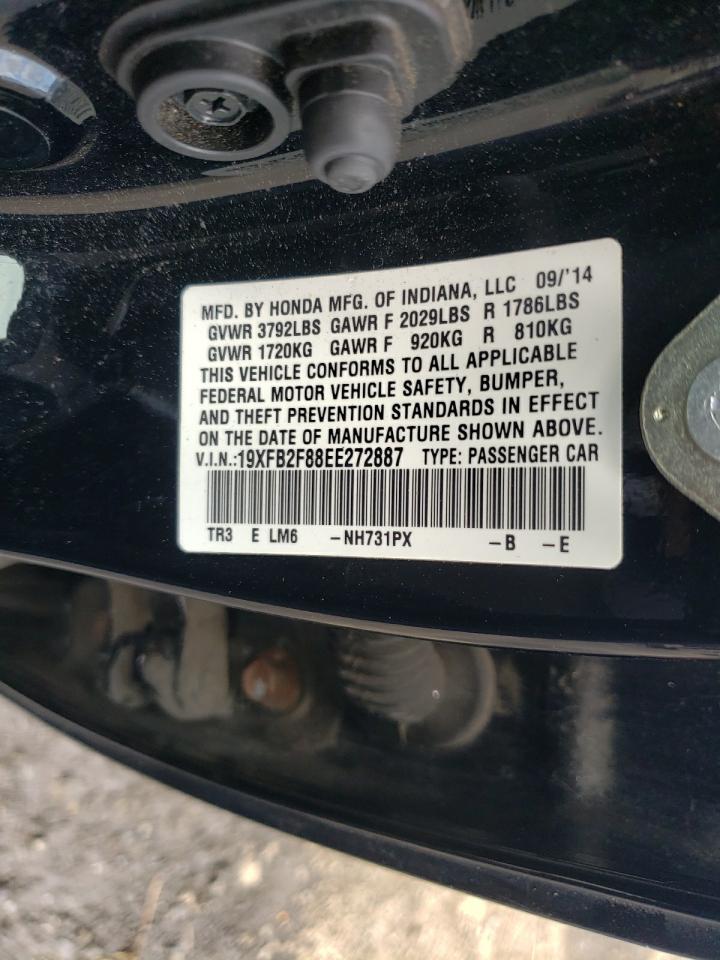 MFD. BY HONDA MFG. OF INDIANA, LLC 09/'14
GVWR 3792LBS GAWR F 2029LBS R 1786LBS
GVWR 1720KG GAWR F 920KG R 810KG
THIS VEHICLE CONFORMS TO ALL APPLICABLE
FEDERAL MOTOR VEHICLE SAFETY, BUMPER,
AND THEFT PREVENTION STANDARDS IN EFFECT
ON THE DATE OF MANUFACTURE SHOWN ABOVE.
V.I.N.:19XFB2F88EE272887 TYPE: PASSENGER CAR
TR3 E LM6 -NH731PX -B -E